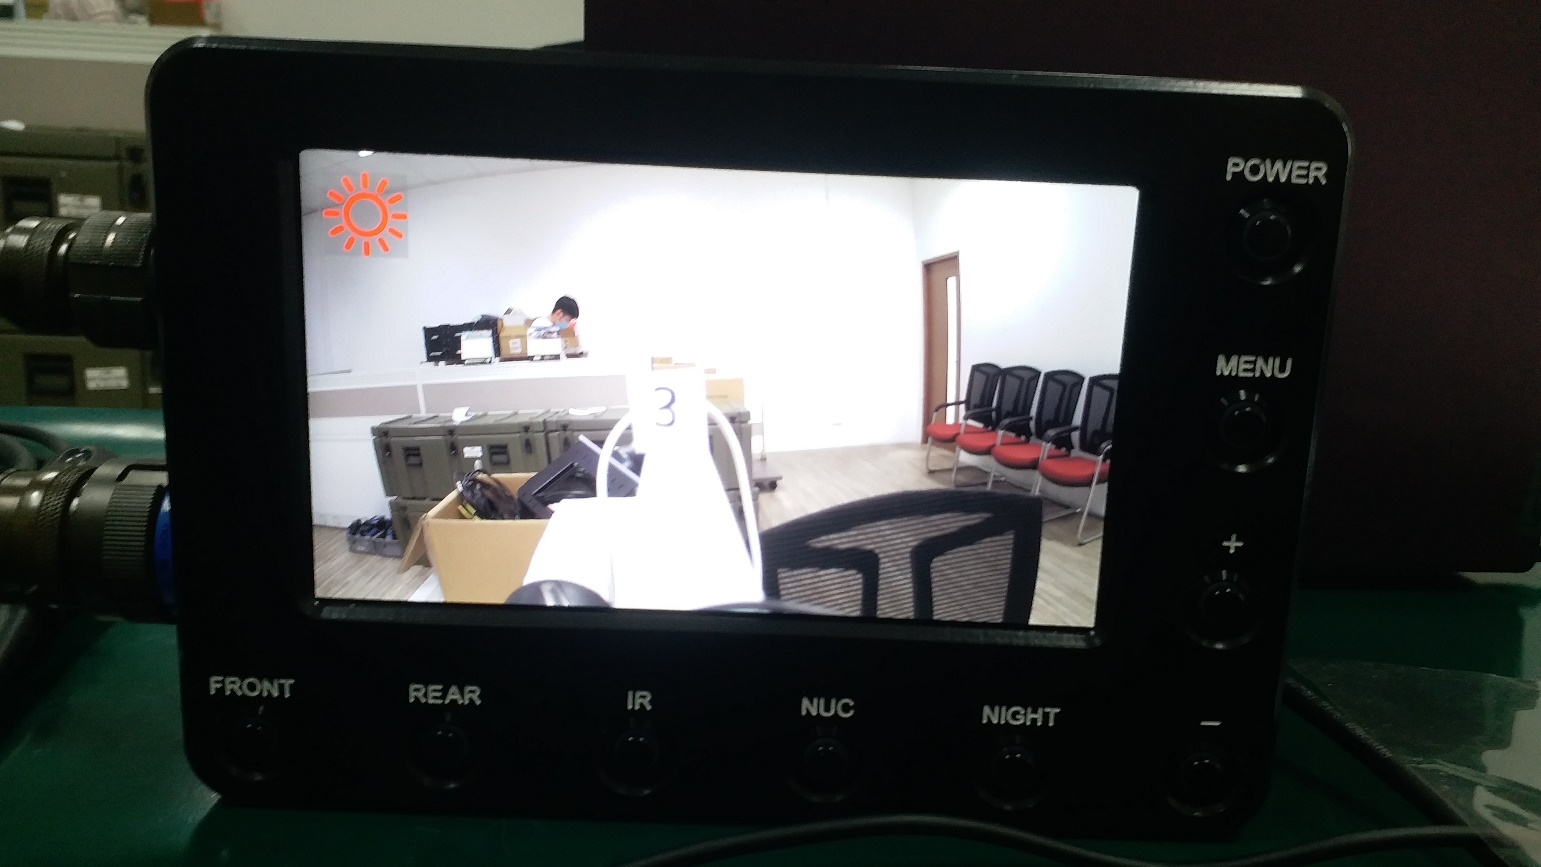 POWER
MENU
3
+
FRONT
REAR
IR
NUC
NIGHT
–